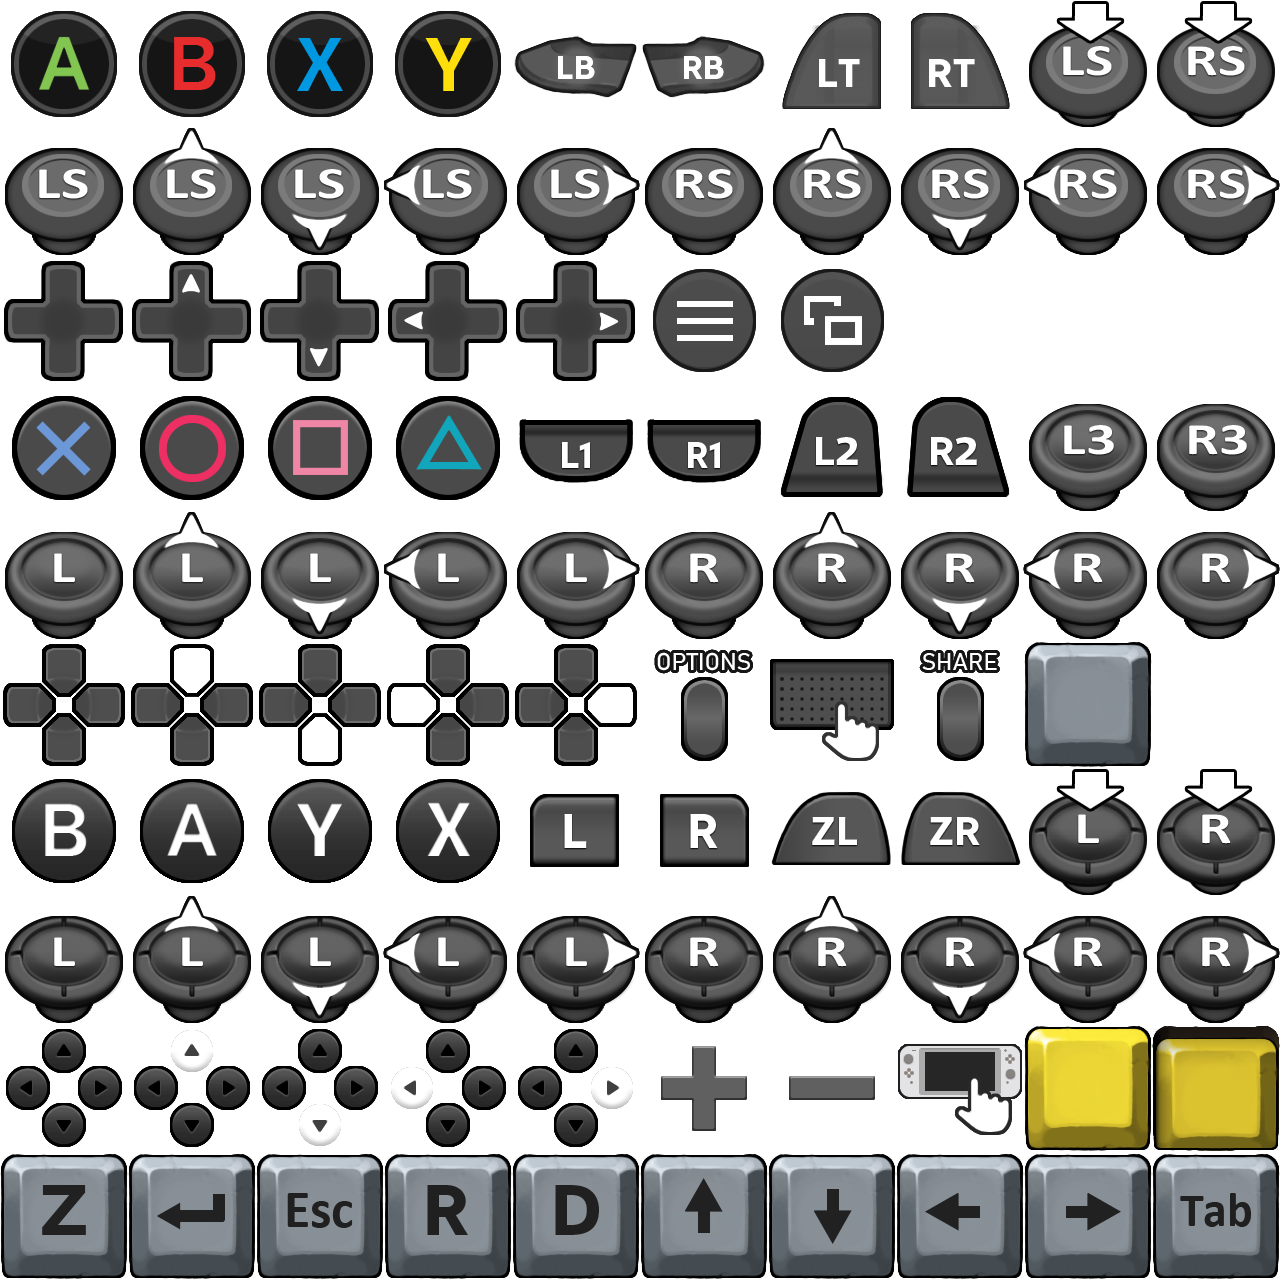 A B X Y LB RB LT RT LS RS
LS LS LS LS LS RS RS RS RS RS
L1 R1 L2 R2 L3 R3
L L L L L R R R R R
OPTIONS SHARE
B A Y X L R ZL ZR L R
L L L L L R R R R R
Z Esc R D Tab